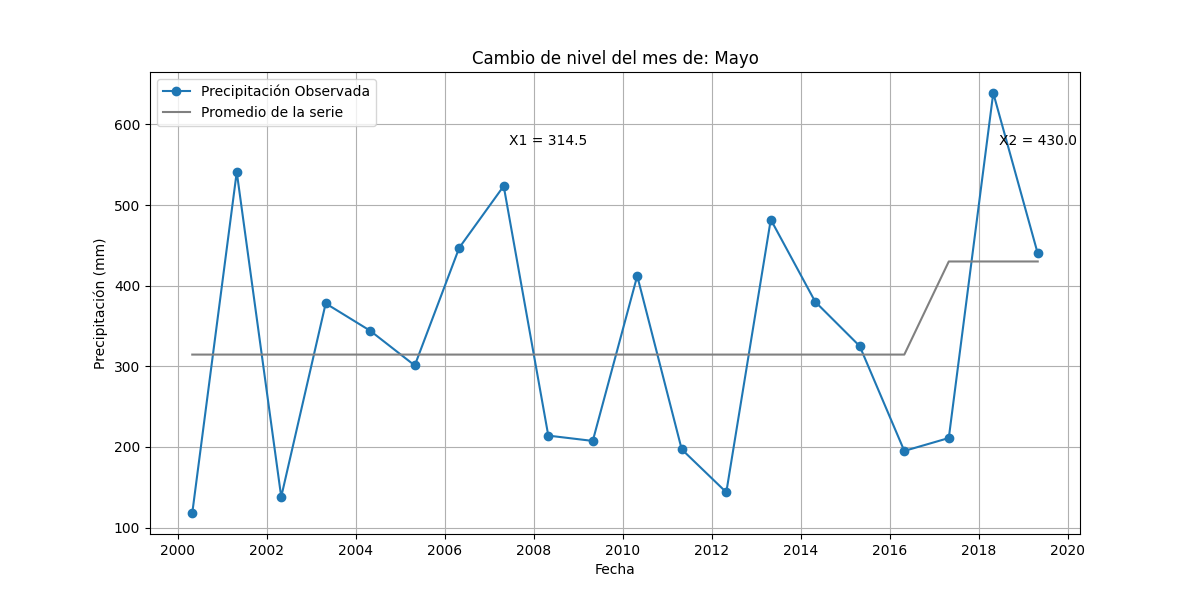 Cambio de nivel del mes de: Mayo
Precipitación Observada
Promedio de la serie
X1 = 314.5
X2 = 430.0
Precipitación (mm)
600
500
400
300
200
100
2000 2002 2004 2006 2008 2010 2012 2014 2016 2018 2020
Fecha